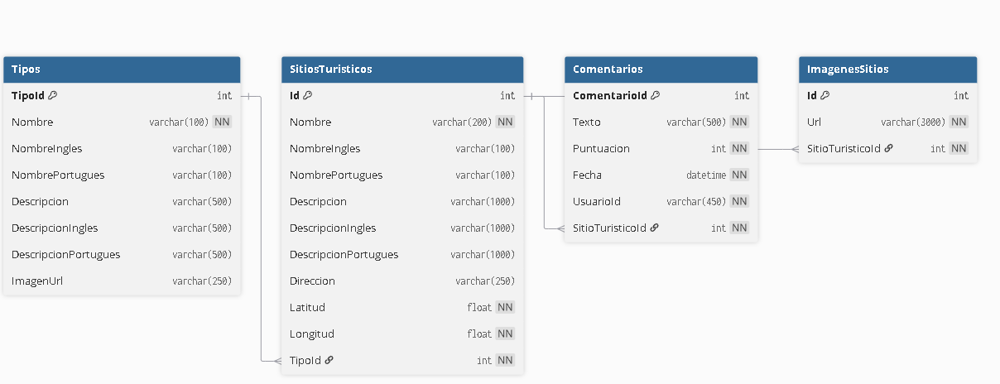 Tipos
TipoId int
Nombre varchar(100) NN
NombreIngles varchar(100)
NombrePortugues varchar(100)
Descripcion varchar(500)
DescripcionIngles varchar(500)
DescripcionPortugues varchar(500)
ImagenUrl varchar(250)
SitiosTuristicos
Id int
Nombre varchar(200) NN
NombreIngles varchar(100)
NombrePortugues varchar(100)
Descripcion varchar(1000)
DescripcionIngles varchar(1000)
DescripcionPortugues varchar(1000)
Direccion varchar(250)
Latitud float NN
Longitud float NN
TipoId int NN
Comentarios
ComentarioId int
Texto varchar(500) NN
Puntuacion int NN
Fecha datetime NN
UsuarioId varchar(450) NN
SitioTuristicoId int NN
ImagenesSitios
Id int
Url varchar(3000) NN
SitioTuristicoId int NN